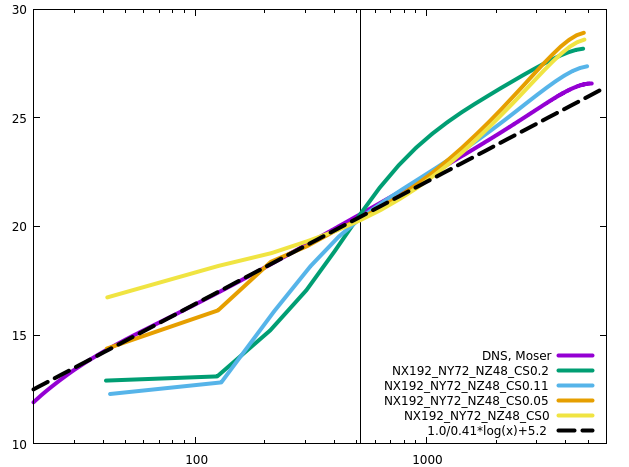 30
25
20
15
10
100
1000
DNS, Moser
NX192_NY72_NZ48_CS0.2
NX192_NY72_NZ48_CS0.11
NX192_NY72_NZ48_CS0.05
NX192_NY72_NZ48_CS0
1.0/0.41*log(x)+5.2